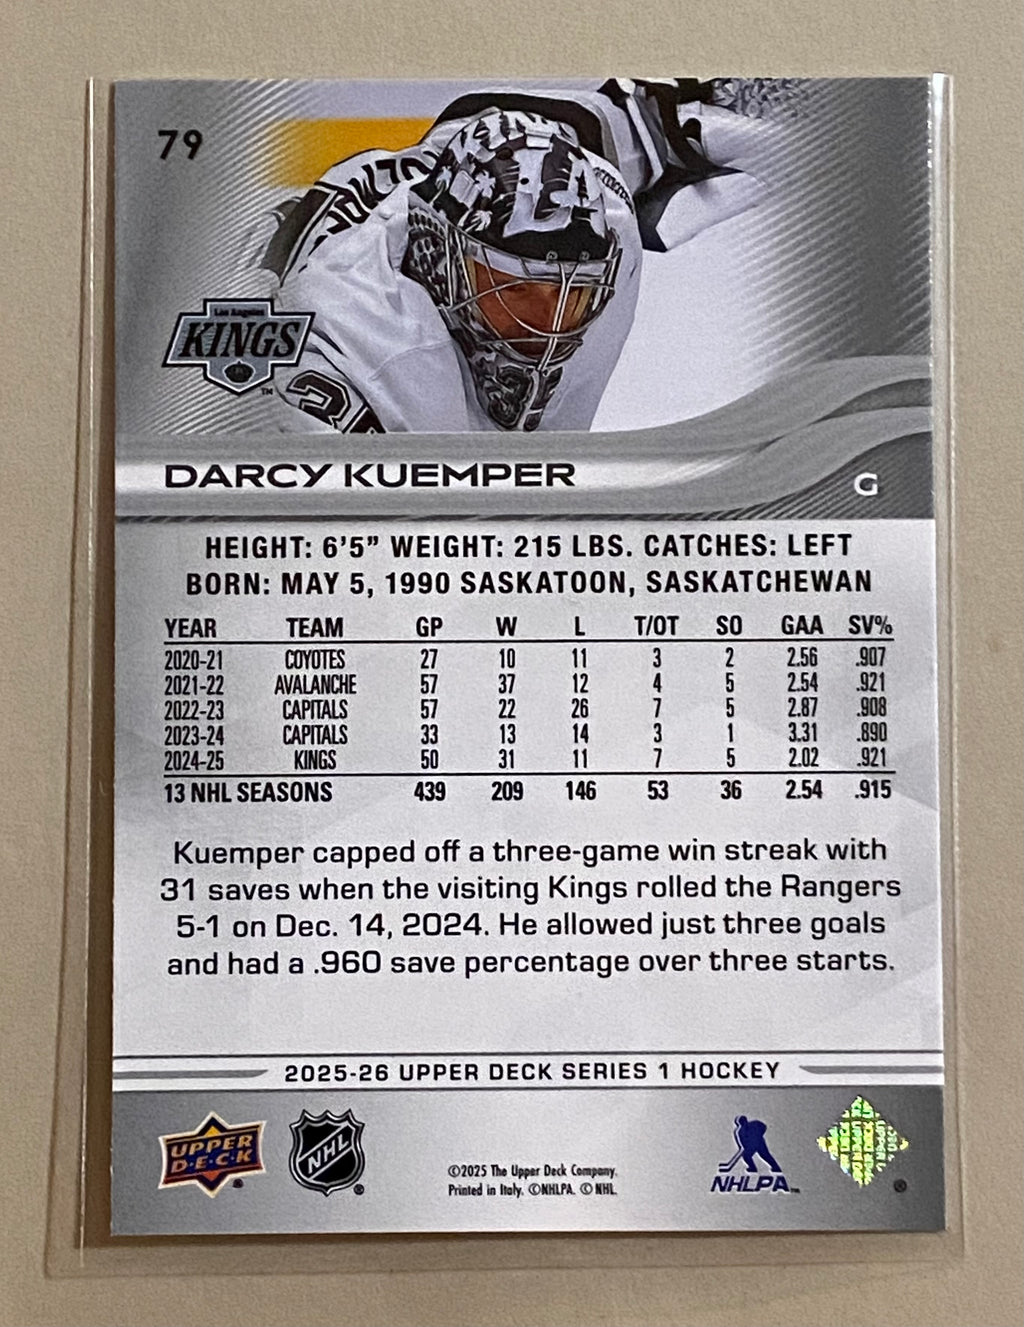 79
KINGS
LA
Los Angeles
KINGS
TM
35
DARCY KUEMPER
G
HEIGHT: 6'5” WEIGHT: 215 LBS. CATCHES: LEFT
BORN: MAY 5, 1990 SASKATOON, SASKATCHEWAN
YEAR TEAM GP W L T/OT SO GAA SV%
2020-21 COYOTES 27 10 11 3 2 2.56 .907
2021-22 AVALANCHE 57 37 12 4 5 2.54 .921
2022-23 CAPITALS 57 22 26 7 5 2.87 .908
2023-24 CAPITALS 33 13 14 3 1 3.31 .890
2024-25 KINGS 50 31 11 7 5 2.02 .921
13 NHL SEASONS 439 209 146 53 36 2.54 .915
Kuemper capped off a three-game win streak with
31 saves when the visiting Kings rolled the Rangers
5-1 on Dec. 14, 2024. He allowed just three goals
and had a .960 save percentage over three starts.
2025-26 UPPER DECK SERIES 1 HOCKEY
UPPER
D·E·C·K
®
NHL
®
©2025 The Upper Deck Company.
Printed in Italy. ©NHLPA. © NHL.
NHLPA™
®